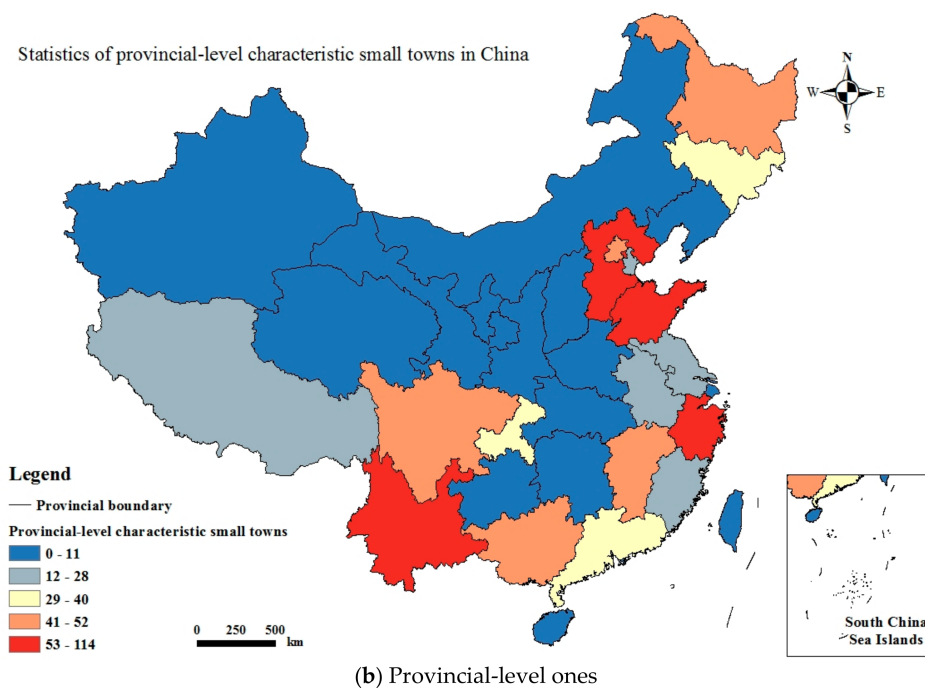 Statistics of provincial-level characteristic small towns in China
N
W E
S
Legend
Provincial boundary
Provincial-level characteristic small towns
0 - 11
12 - 28
29 - 40
41 - 52
53 - 114
0 250 500
km
South China
Sea Islands
(b) Provincial-level ones